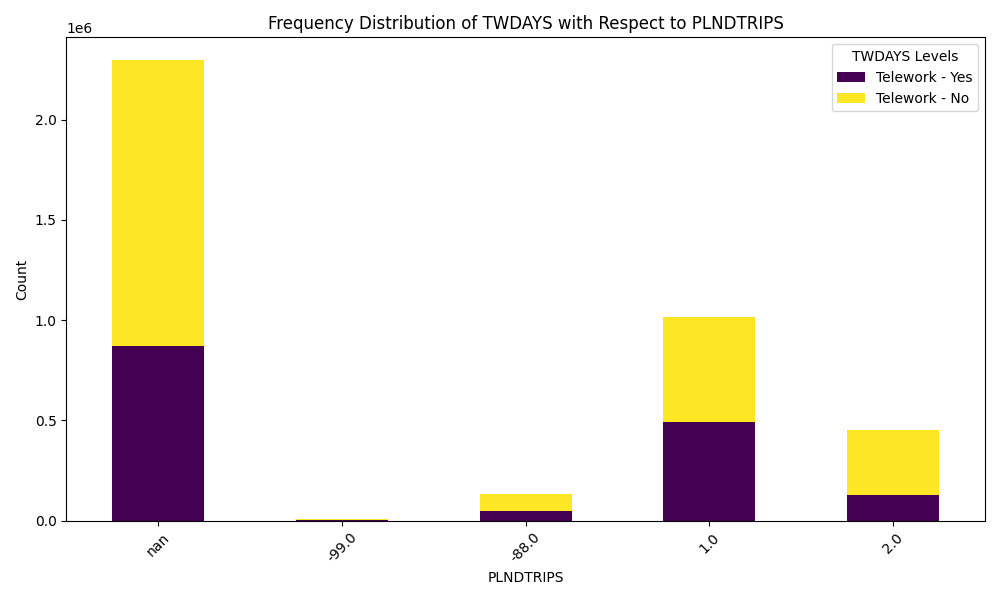 Frequency Distribution of TWDAYS with Respect to PLNDTRIPS
1e6
TWDAYS Levels
Telework - Yes
Telework - No
2.0
1.5
1.0
0.5
0.0
Count
nan
-99.0
-88.0
1.0
2.0
PLNDTRIPS